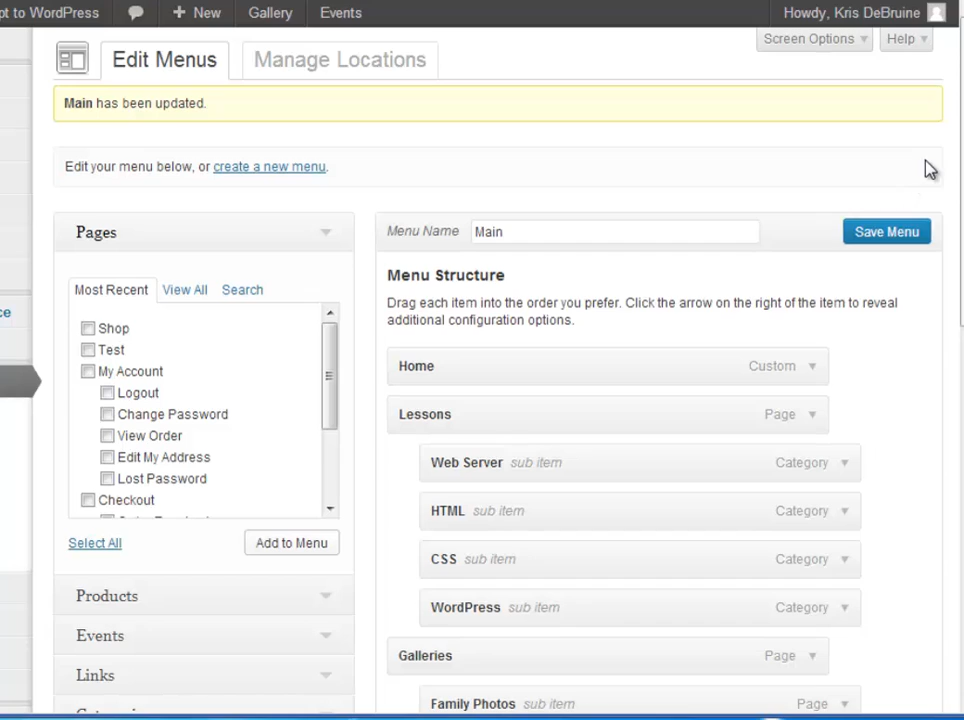 pt to WordPress New Gallery Events Howdy, Kris DeBruine
Screen Options Help
Edit Menus Manage Locations
Main has been updated.
Edit your menu below, or create a new menu.
Pages
Most Recent View All Search
Shop
Test
My Account
Logout
Change Password
View Order
Edit My Address
Lost Password
Checkout
Select All Add to Menu
Products
Events
Links
Menu Name Main Save Menu
Menu Structure
Drag each item into the order you prefer. Click the arrow on the right of the item to reveal
additional configuration options.
Home Custom
Lessons Page
Web Server sub item Category
HTML sub item Category
CSS sub item Category
WordPress sub item Category
Galleries Page
Family Photos sub item Page
ce